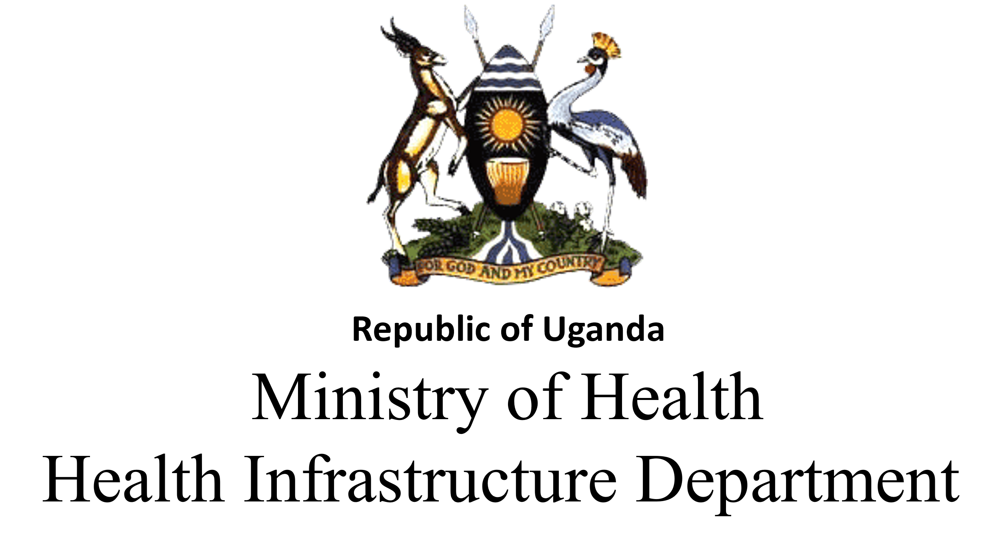 FOR GOD AND MY COUNTRY
Republic of Uganda
Ministry of Health
Health Infrastructure Department